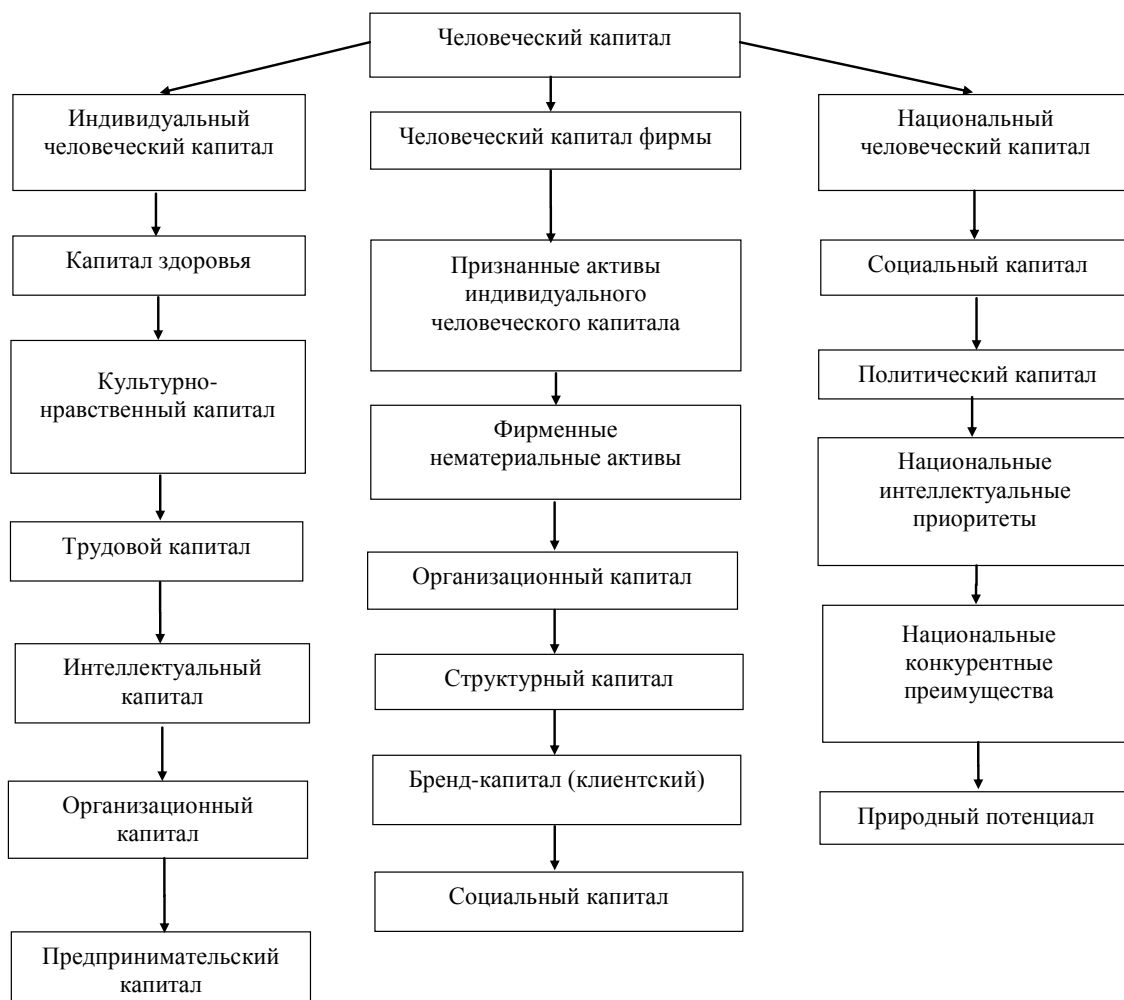 Человеческий капитал
Индивидуальный
человеческий капитал
Капитал здоровья
Культурно-
нравственный капитал
Трудовой капитал
Интеллектуальный
капитал
Организационный
капитал
Предпринимательский
капитал
Человеческий капитал фирмы
Признанные активы
индивидуального
человеческого капитала
Фирменные
нематериальные активы
Организационный капитал
Структурный капитал
Бренд-капитал (клиентский)
Социальный капитал
Национальный
человеческий капитал
Социальный капитал
Политический капитал
Национальные
интеллектуальные
приоритеты
Национальные
конкурентные
преимущества
Природный потенциал